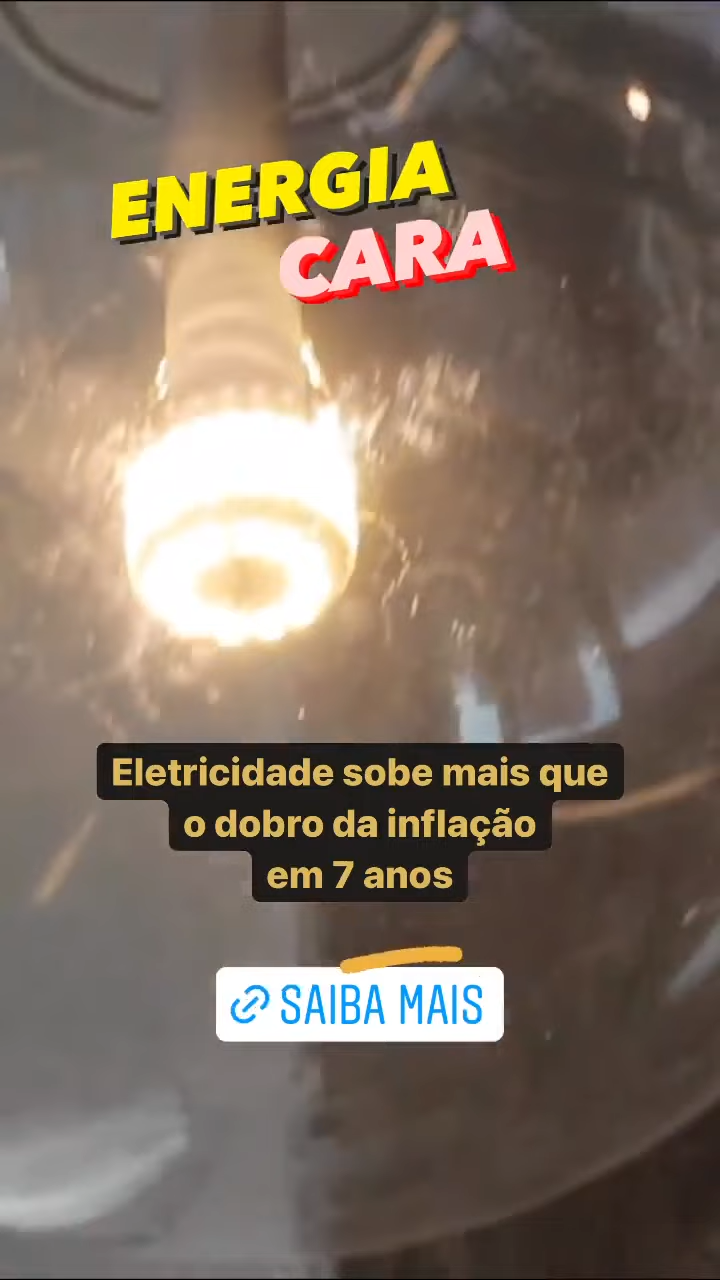 ENERGIA
CARA
Eletricidade sobe mais que
o dobro da inflação
em 7 anos
SAIBA MAIS